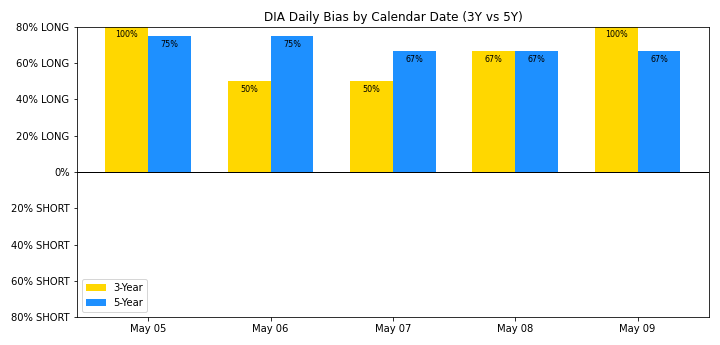 DIA Daily Bias by Calendar Date (3Y vs 5Y)
80% LONG
60% LONG
40% LONG
20% LONG
0%
20% SHORT
40% SHORT
60% SHORT
80% SHORT
100%
75%
50%
75%
50%
67%
67%
67%
100%
67%
3-Year
5-Year
May 05
May 06
May 07
May 08
May 09